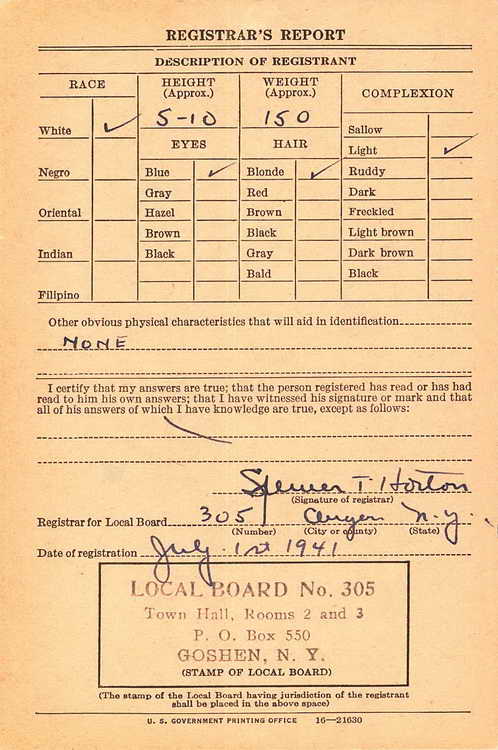 REGISTRAR'S REPORT
DESCRIPTION OF REGISTRANT
RACE
HEIGHT
(Approx.)
WEIGHT
(Approx.)
COMPLEXION
5-10
150
White ✓
Negro
Oriental
Indian
Filipino
EYES
Blue ✓
Gray
Hazel
Brown
Black
HAIR
Blonde ✓
Red
Brown
Black
Gray
Bald
Sallow
Light ✓
Ruddy
Dark
Freckled
Light brown
Dark brown
Black
Other obvious physical characteristics that will aid in identification
NONE
I certify that my answers are true; that the person registered has read or has had
read to him his own answers; that I have witnessed his signature or mark and that
all of his answers of which I have knowledge are true, except as follows:
Spencer T Horton
(Signature of registrar)
Registrar for Local Board 305 N.Y.
(Number) (City or county) (State)
Date of registration July 1st 1941
LOCAL BOARD No. 305
Town Hall, Rooms 2 and 3
P. O. Box 550
GOSHEN, N. Y.
(STAMP OF LOCAL BOARD)
(The stamp of the Local Board having jurisdiction of the registrant
shall be placed in the above space)
U. S. GOVERNMENT PRINTING OFFICE 16—21630